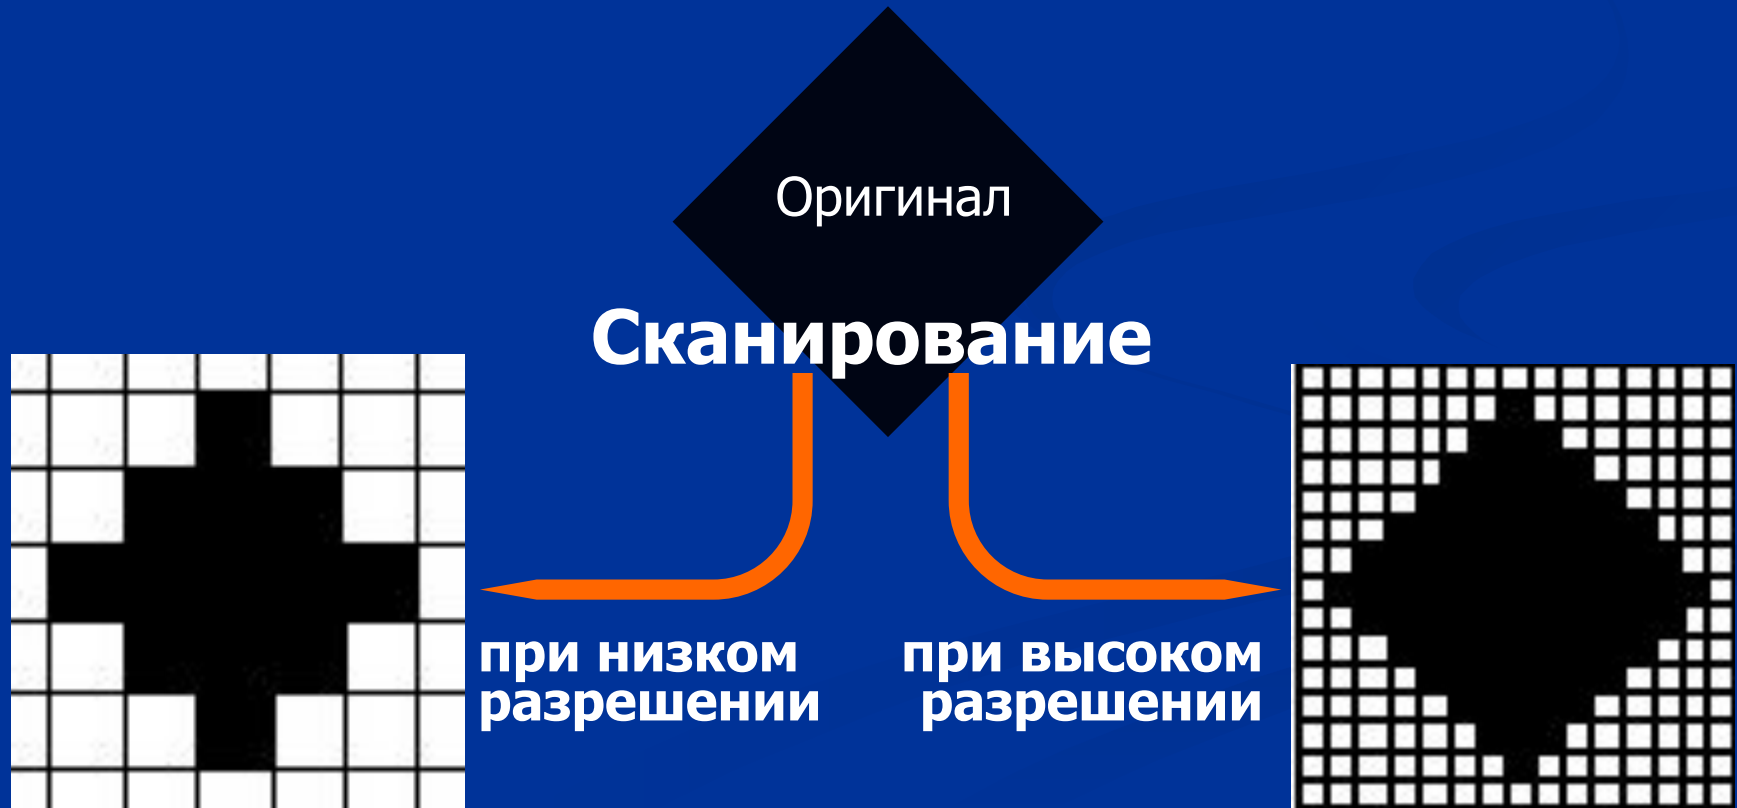 Оригинал
Сканирование
при низком
разрешении
при высоком
разрешении